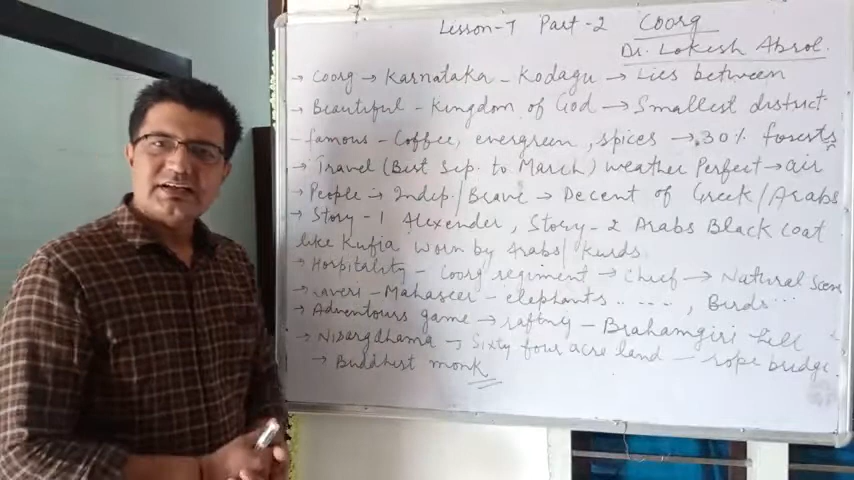 Lesson-7 Part-2 Coorg
Dr. Lokesh Abrol.
→ Coorg → Karnataka - Kodagu → Lies between
→ Beautiful - Kingdom of God → Smallest district
- famous - Coffee, evergreen, spices → 30% forests
→ Travel (Best Sep. to March) weather Perfect → air
→ People → Indep/Brave → Decent of Greek/Arabs
→ Story-1 Alexender, Story-2 Arabs Black coat
like Kufia worn by Arabs/Kurds
→ Hospitality - Coorg regiment → Chief → Natural Scene
→ Kaveri - Mahaseer - elephants ......, Birds...
→ Adventours game → rafting - Brahamgiri hill
→ Nisargdhama → Sixty four acre land - rope bridge
→ Buddhist monk